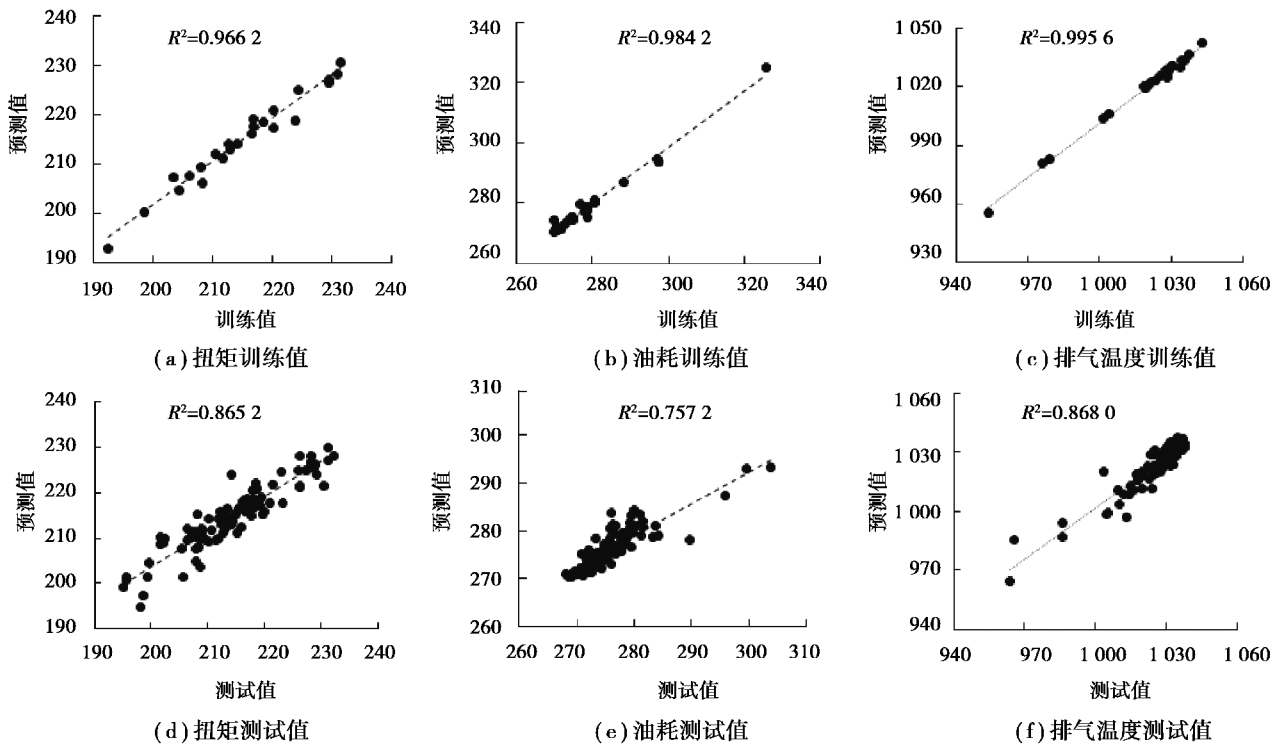 240
230
220
210
200
190
预测值
R²=0.966 2
190 200 210 220 230 240
训练值
(a)扭矩训练值
340
320
300
280
260
预测值
R²=0.984 2
260 280 300 320 340
训练值
(b)油耗训练值
1 050
1 020
990
960
930
预测值
R²=0.995 6
940 970 1 000 1 030 1 060
训练值
(c)排气温度训练值
240
230
220
210
200
190
预测值
R²=0.865 2
190 200 210 220 230 240
测试值
(d)扭矩测试值
310
300
290
280
270
260
预测值
R²=0.757 2
260 270 280 290 300 310
测试值
(e)油耗测试值
1 060
1 030
1 000
970
940
预测值
R²=0.868 0
940 970 1 000 1 030 1 060
测试值
(f)排气温度测试值